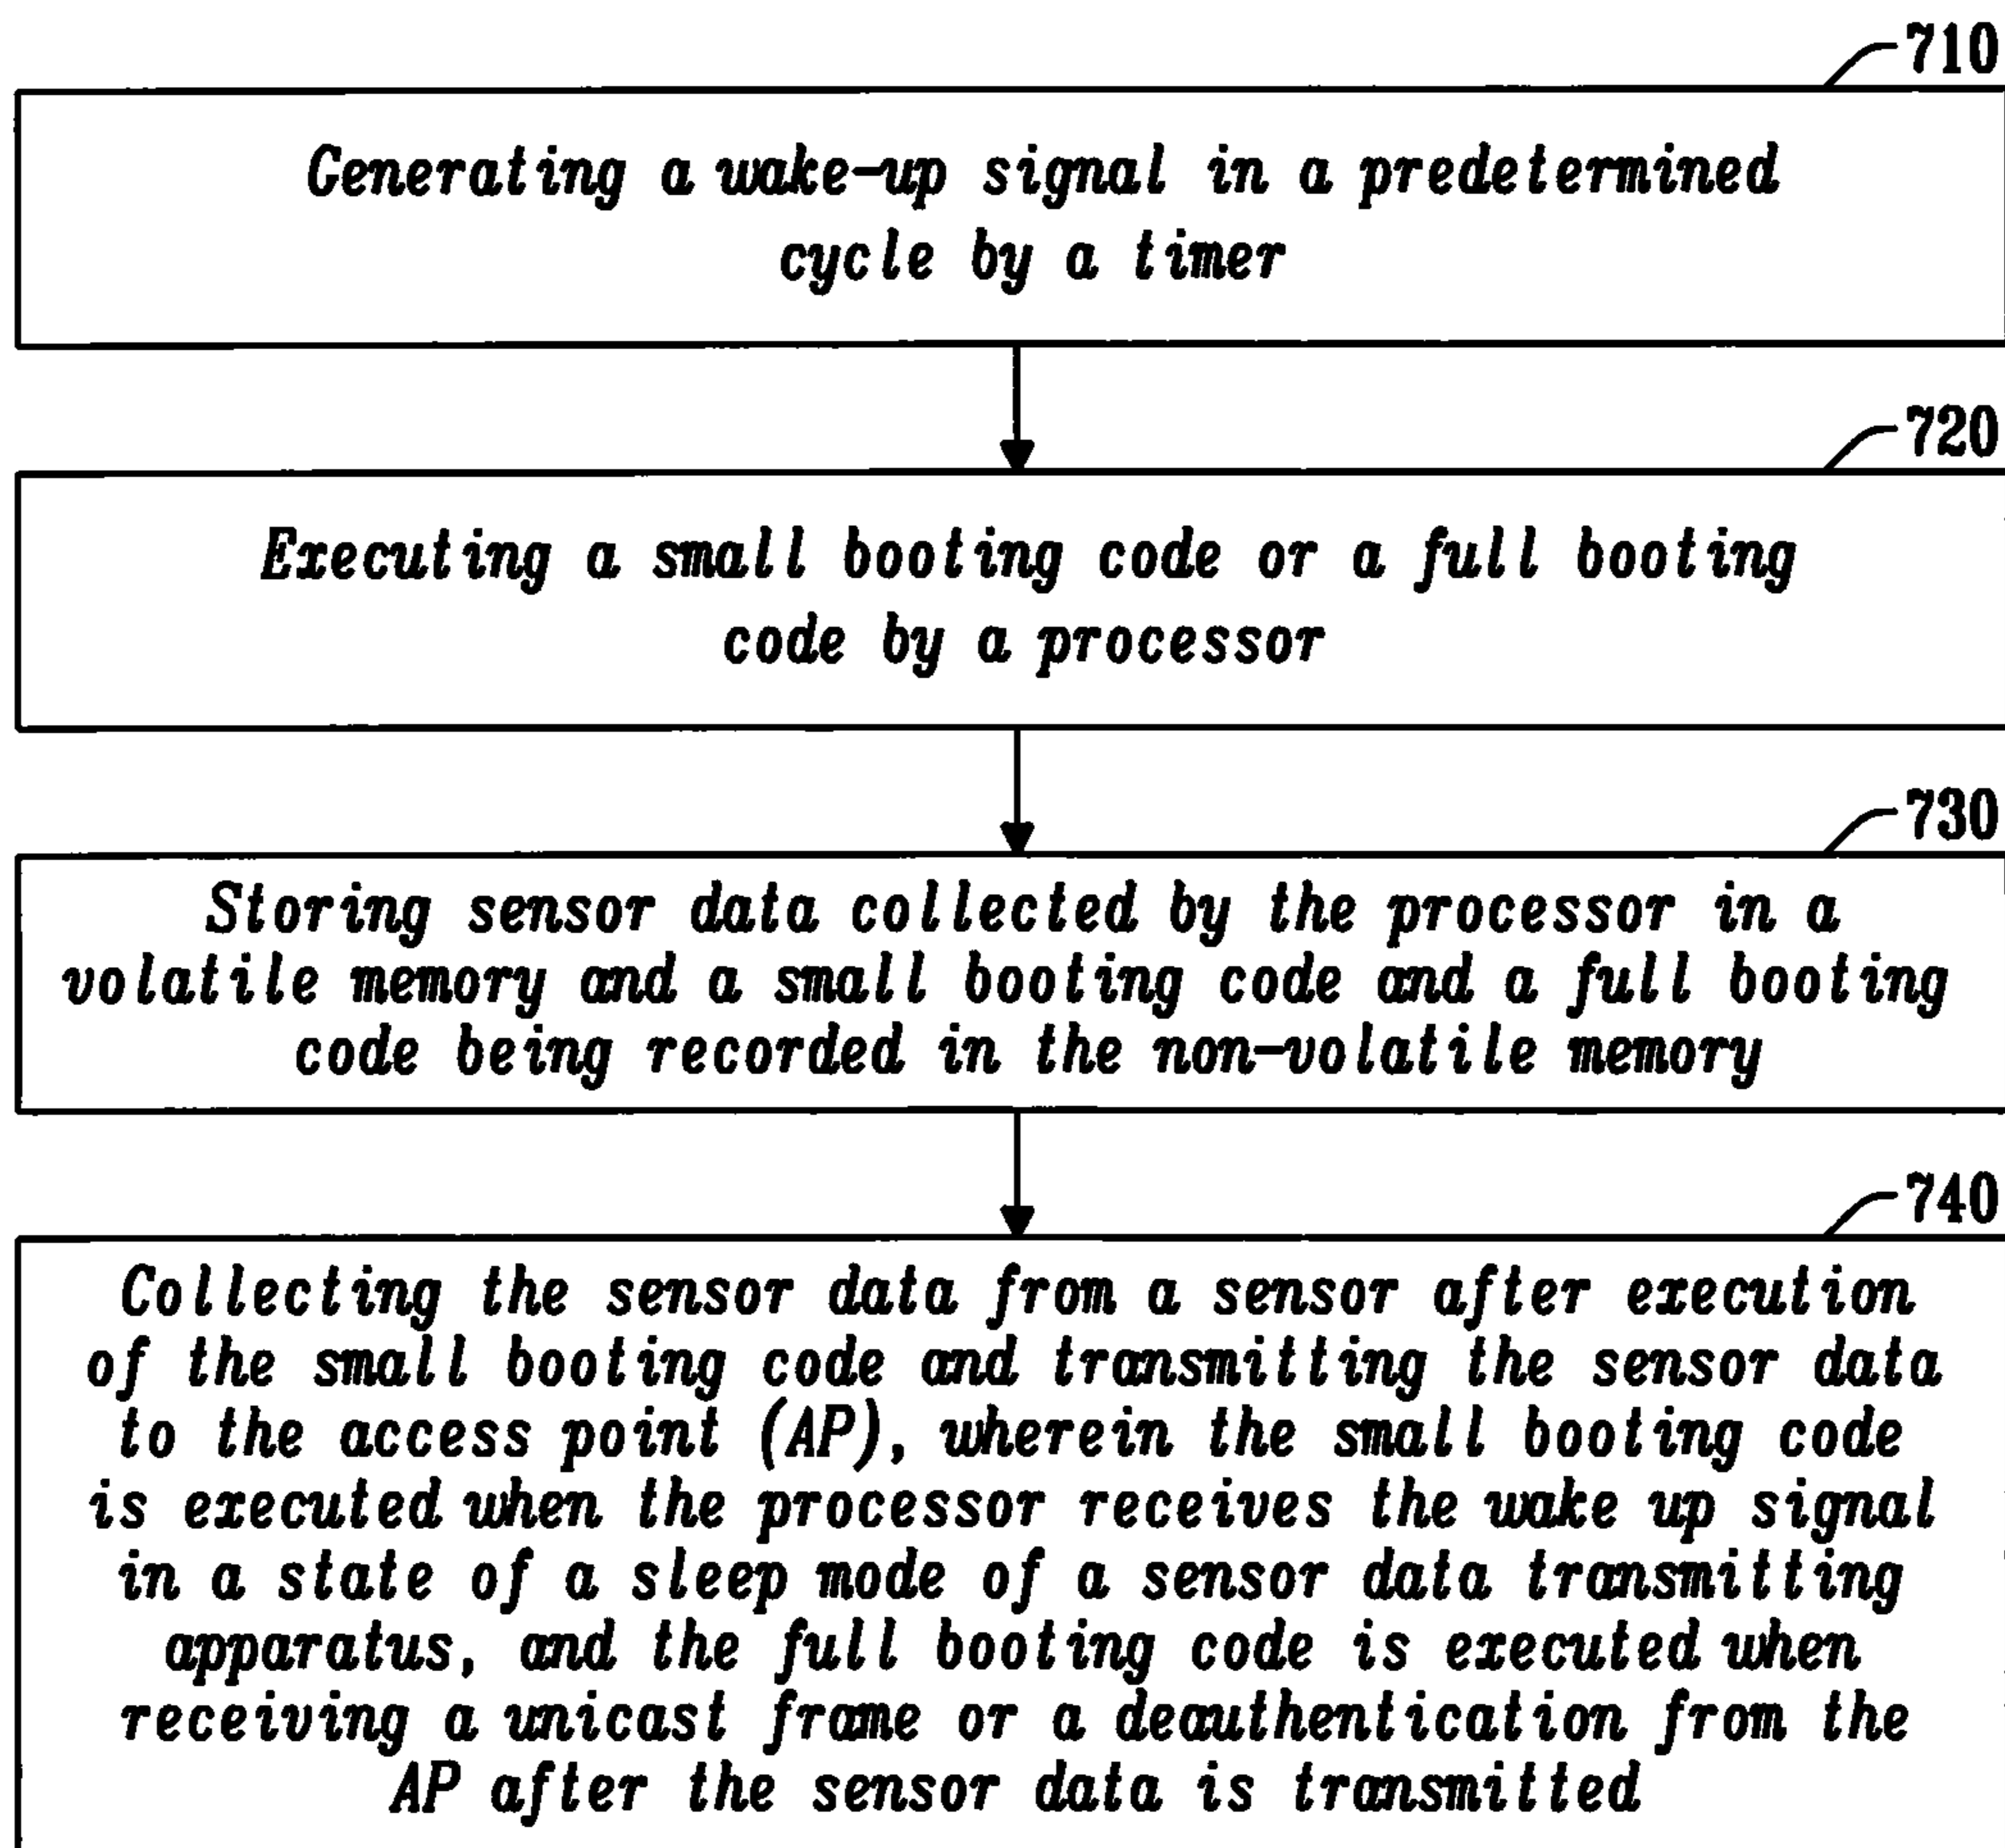 710
Generating a wake-up signal in a predetermined
cycle by a timer
720
Executing a small booting code or a full booting
code by a processor
730
Storing sensor data collected by the processor in a
volatile memory and a small booting code and a full booting
code being recorded in the non-volatile memory
740
Collecting the sensor data from a sensor after execution
of the small booting code and transmitting the sensor data
to the access point (AP), wherein the small booting code
is executed when the processor receives the wake up signal
in a state of a sleep mode of a sensor data transmitting
apparatus, and the full booting code is executed when
receiving a unicast frame or a deauthentication from the
AP after the sensor data is transmitted